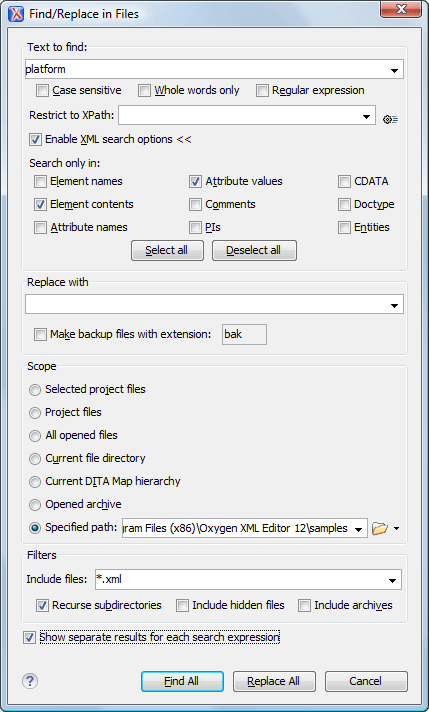 Find/Replace in Files
Text to find:
platform
Case sensitive Whole words only Regular expression
Restrict to XPath:
Enable XML search options <<
Search only in:
Element names Attribute values CDATA
Element contents Comments Doctype
Attribute names PIs Entities
Select all Deselect all
Replace with
Make backup files with extension: bak
Scope
Selected project files
Project files
All opened files
Current file directory
Current DITA Map hierarchy
Opened archive
Specified path: ram Files (x86)\Oxygen XML Editor 12\samples
Filters
Include files: *.xml
Recurse subdirectories Include hidden files Include archives
Show separate results for each search expression
? Find All Replace All Cancel